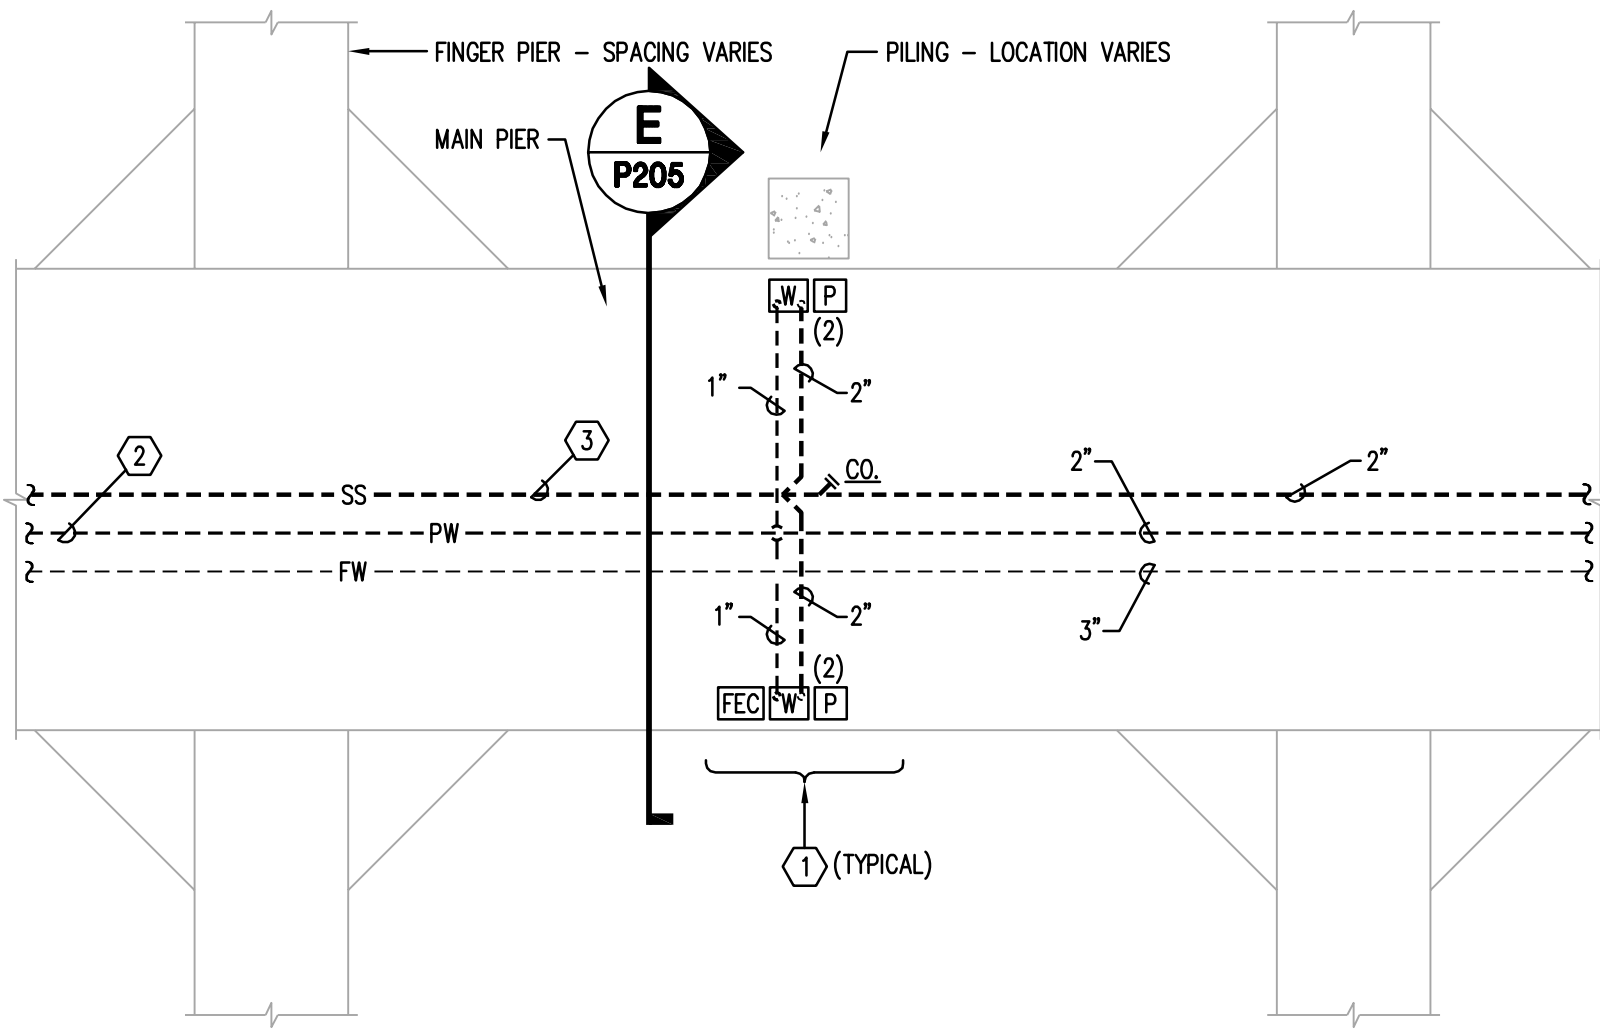 FINGER PIER – SPACING VARIES
PILING – LOCATION VARIES
MAIN PIER
E
P205
W
P
(2)
1"
2"
2
3
CO.
2"
2"
SS
PW
FW
1"
2"
3"
(2)
FEC
W
P
1
(TYPICAL)